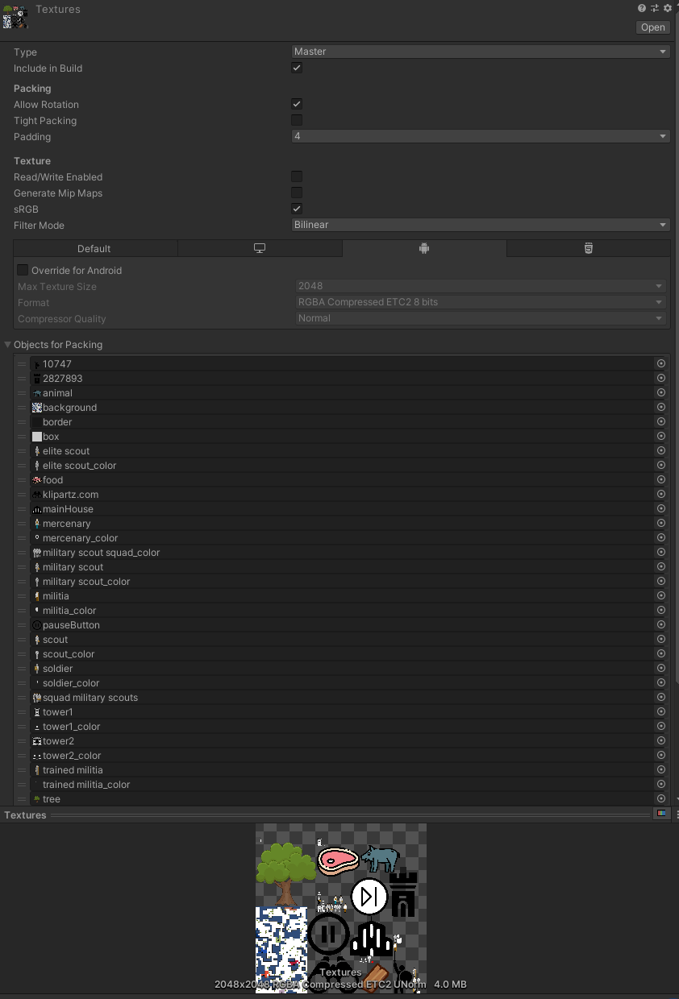 Textures
Open
Type Master
Include in Build
Packing
Allow Rotation
Tight Packing
Padding 4
Texture
Read/Write Enabled
Generate Mip Maps
sRGB
Filter Mode Bilinear
Default
Override for Android
Max Texture Size 2048
Format RGBA Compressed ETC2 8 bits
Compressor Quality Normal
Objects for Packing
10747
2827893
animal
background
border
box
elite scout
elite scout_color
food
klipartz.com
mainHouse
mercenary
mercenary_color
military scout squad_color
military scout
military scout_color
militia
militia_color
pauseButton
scout
scout_color
soldier
soldier_color
squad military scouts
tower1
tower1_color
tower2
tower2_color
trained militia
trained militia_color
tree
Textures
Textures
2048x2048 RGBA Compressed ETC2 UNorm 4.0 MB